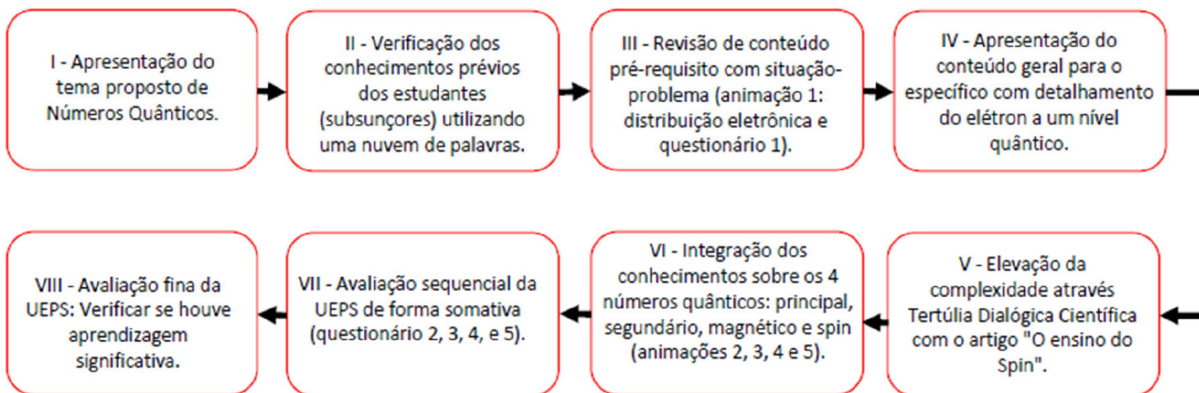 I - Apresentação do
tema proposto de
Números Quânticos.
II - Verificação dos
conhecimentos prévios
dos estudantes
(subsunçores) utilizando
uma nuvem de palavras.
III - Revisão de conteúdo
pré-requisito com situação-
problema (animação 1:
distribuição eletrônica e
questionário 1).
IV - Apresentação do
conteúdo geral para o
específico com detalhamento
do elétron a um nível
quântico.
V - Elevação da
complexidade através
Tertúlia Dialógica Científica
com o artigo "O ensino do
Spin".
VI - Integração dos
conhecimentos sobre os 4
números quânticos: principal,
segundário, magnético e spin
(animações 2, 3, 4 e 5).
VII - Avaliação sequencial da
UEPS de forma somativa
(questionário 2, 3, 4, e 5).
VIII - Avaliação fina da
UEPS: Verificar se houve
aprendizagem
significativa.